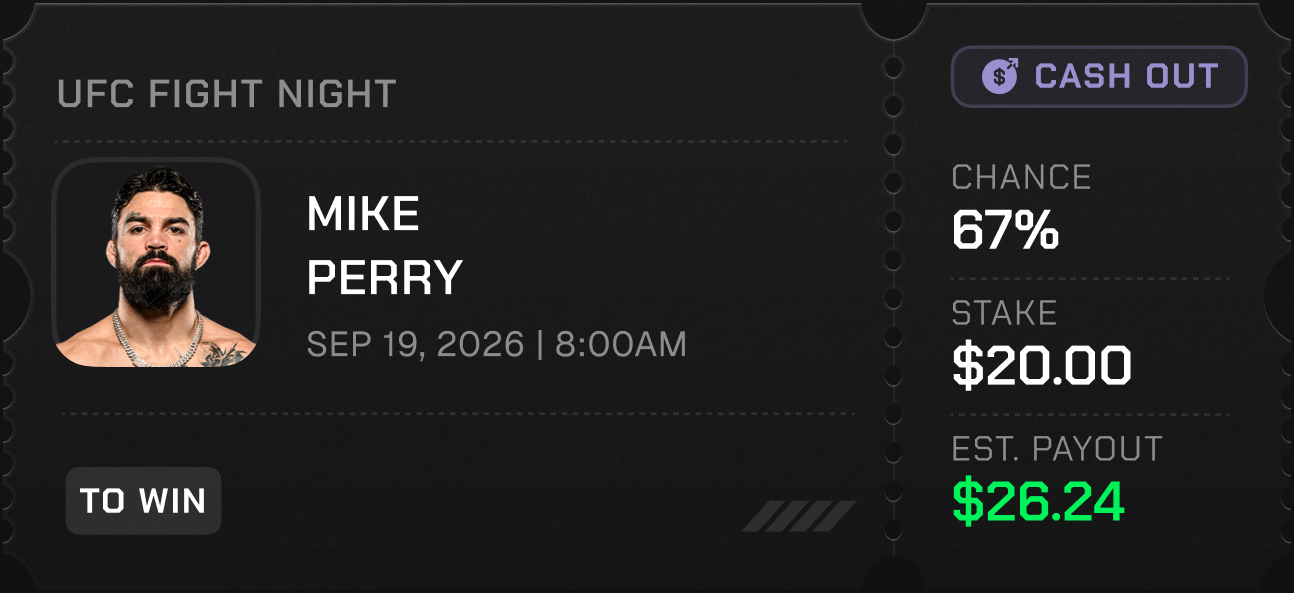 UFC FIGHT NIGHT
MIKE
PERRY
SEP 19, 2026 | 8:00AM
TO WIN
$ CASH OUT
CHANCE
67%
STAKE
$20.00
EST. PAYOUT
$26.24